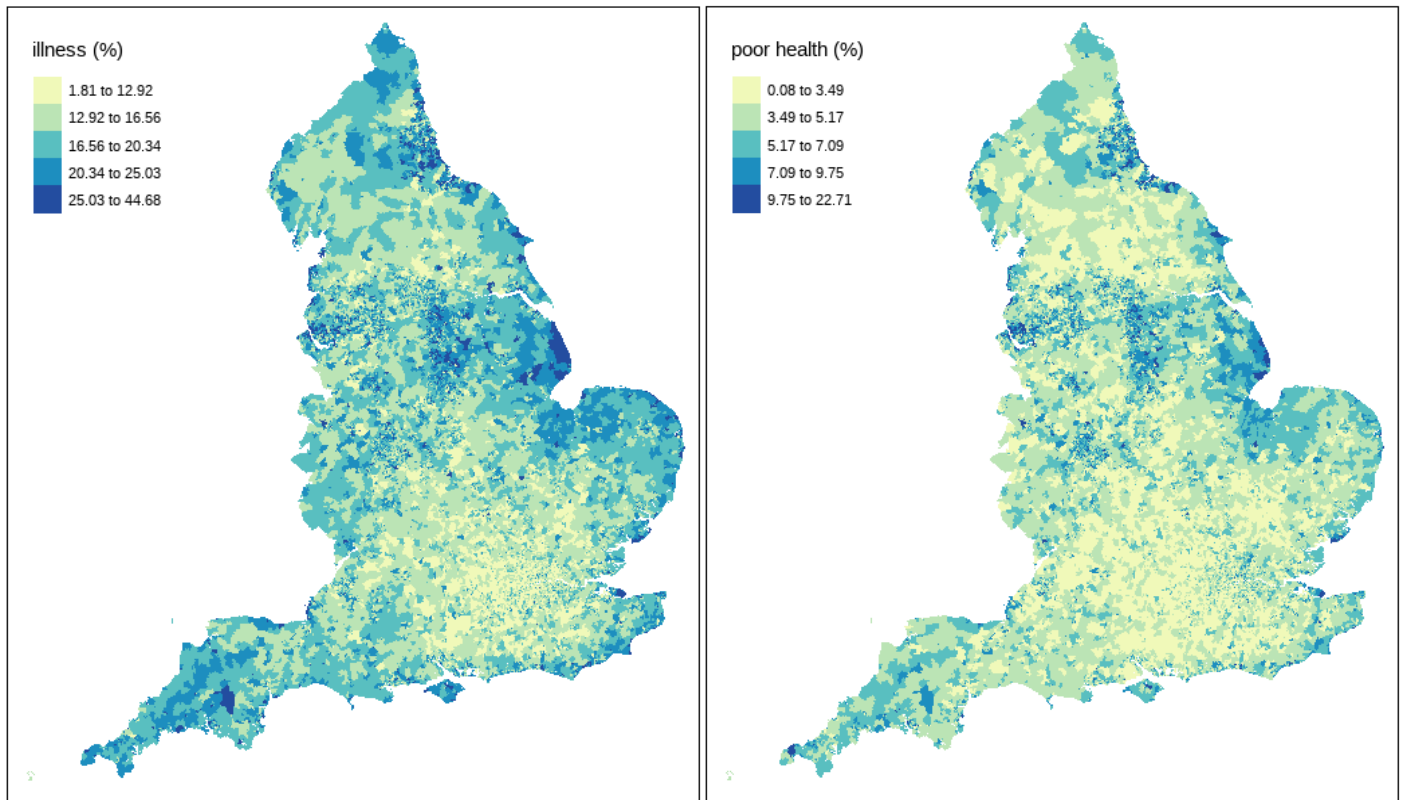 illness (%)
1.81 to 12.92
12.92 to 16.56
16.56 to 20.34
20.34 to 25.03
25.03 to 44.68
poor health (%)
0.08 to 3.49
3.49 to 5.17
5.17 to 7.09
7.09 to 9.75
9.75 to 22.71